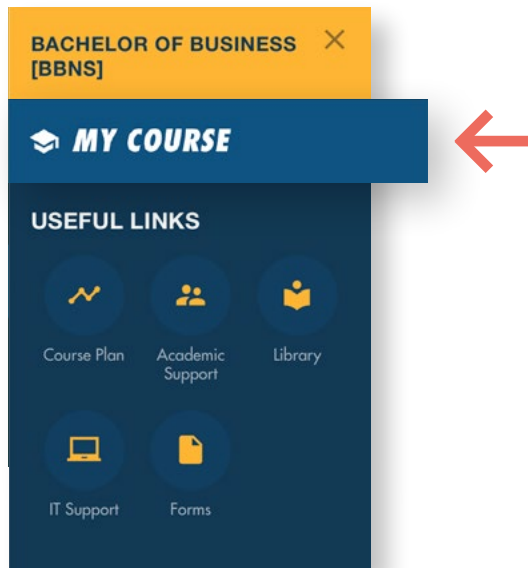 BACHELOR OF BUSINESS
[BBNS]
MY COURSE
USEFUL LINKS
Course Plan
Academic
Support
Library
IT Support
Forms